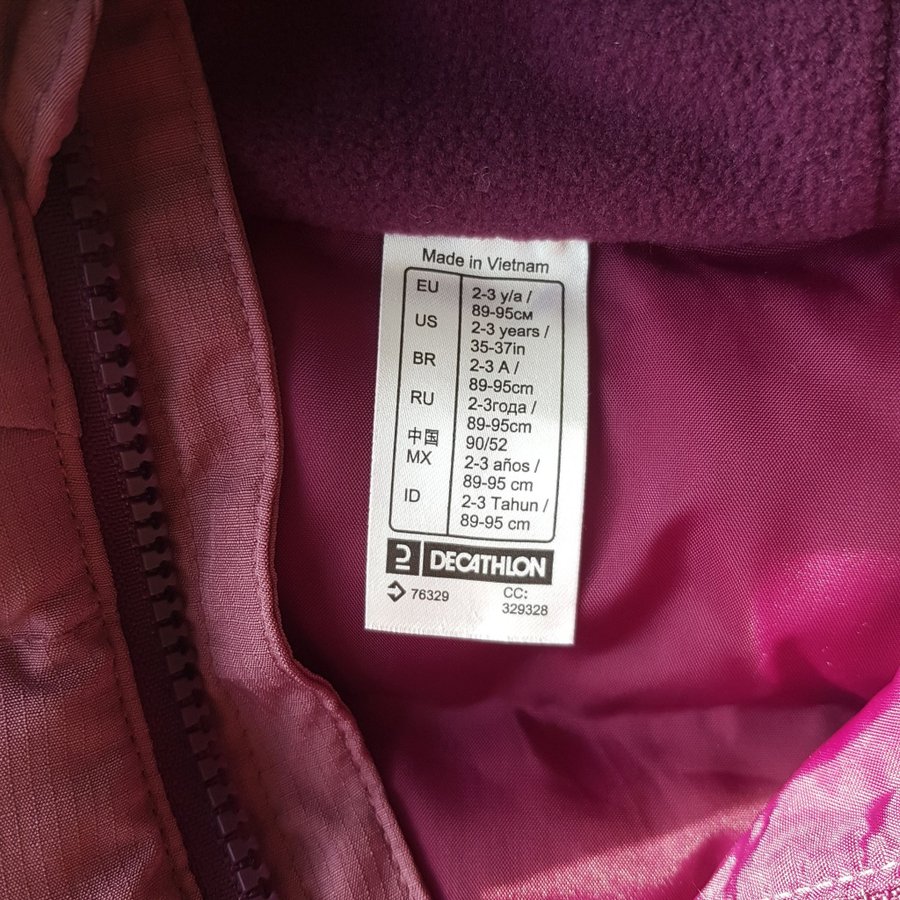 Made in Vietnam
EU 2-3 y/a /
89-95см
US 2-3 years /
35-37in
BR 2-3 A /
89-95cm
RU 2-3года /
89-95cm
中国 90/52
MX 2-3 años /
89-95 cm
ID 2-3 Tahun /
89-95 cm
DECATHLON
76329 CC:
329328